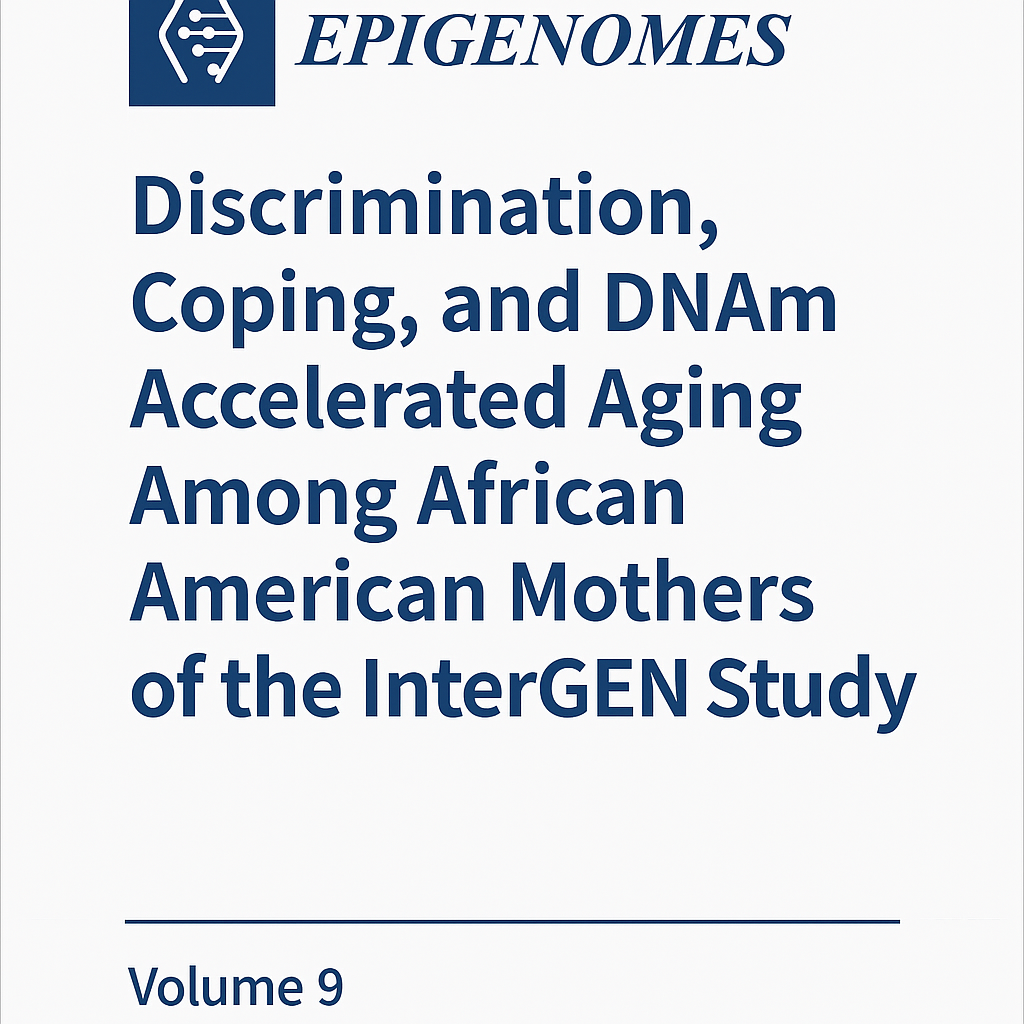 EPIGENOMES
Discrimination,
Coping, and DNAm
Accelerated Aging
Among African
American Mothers
of the InterGEN Study
Volume 9